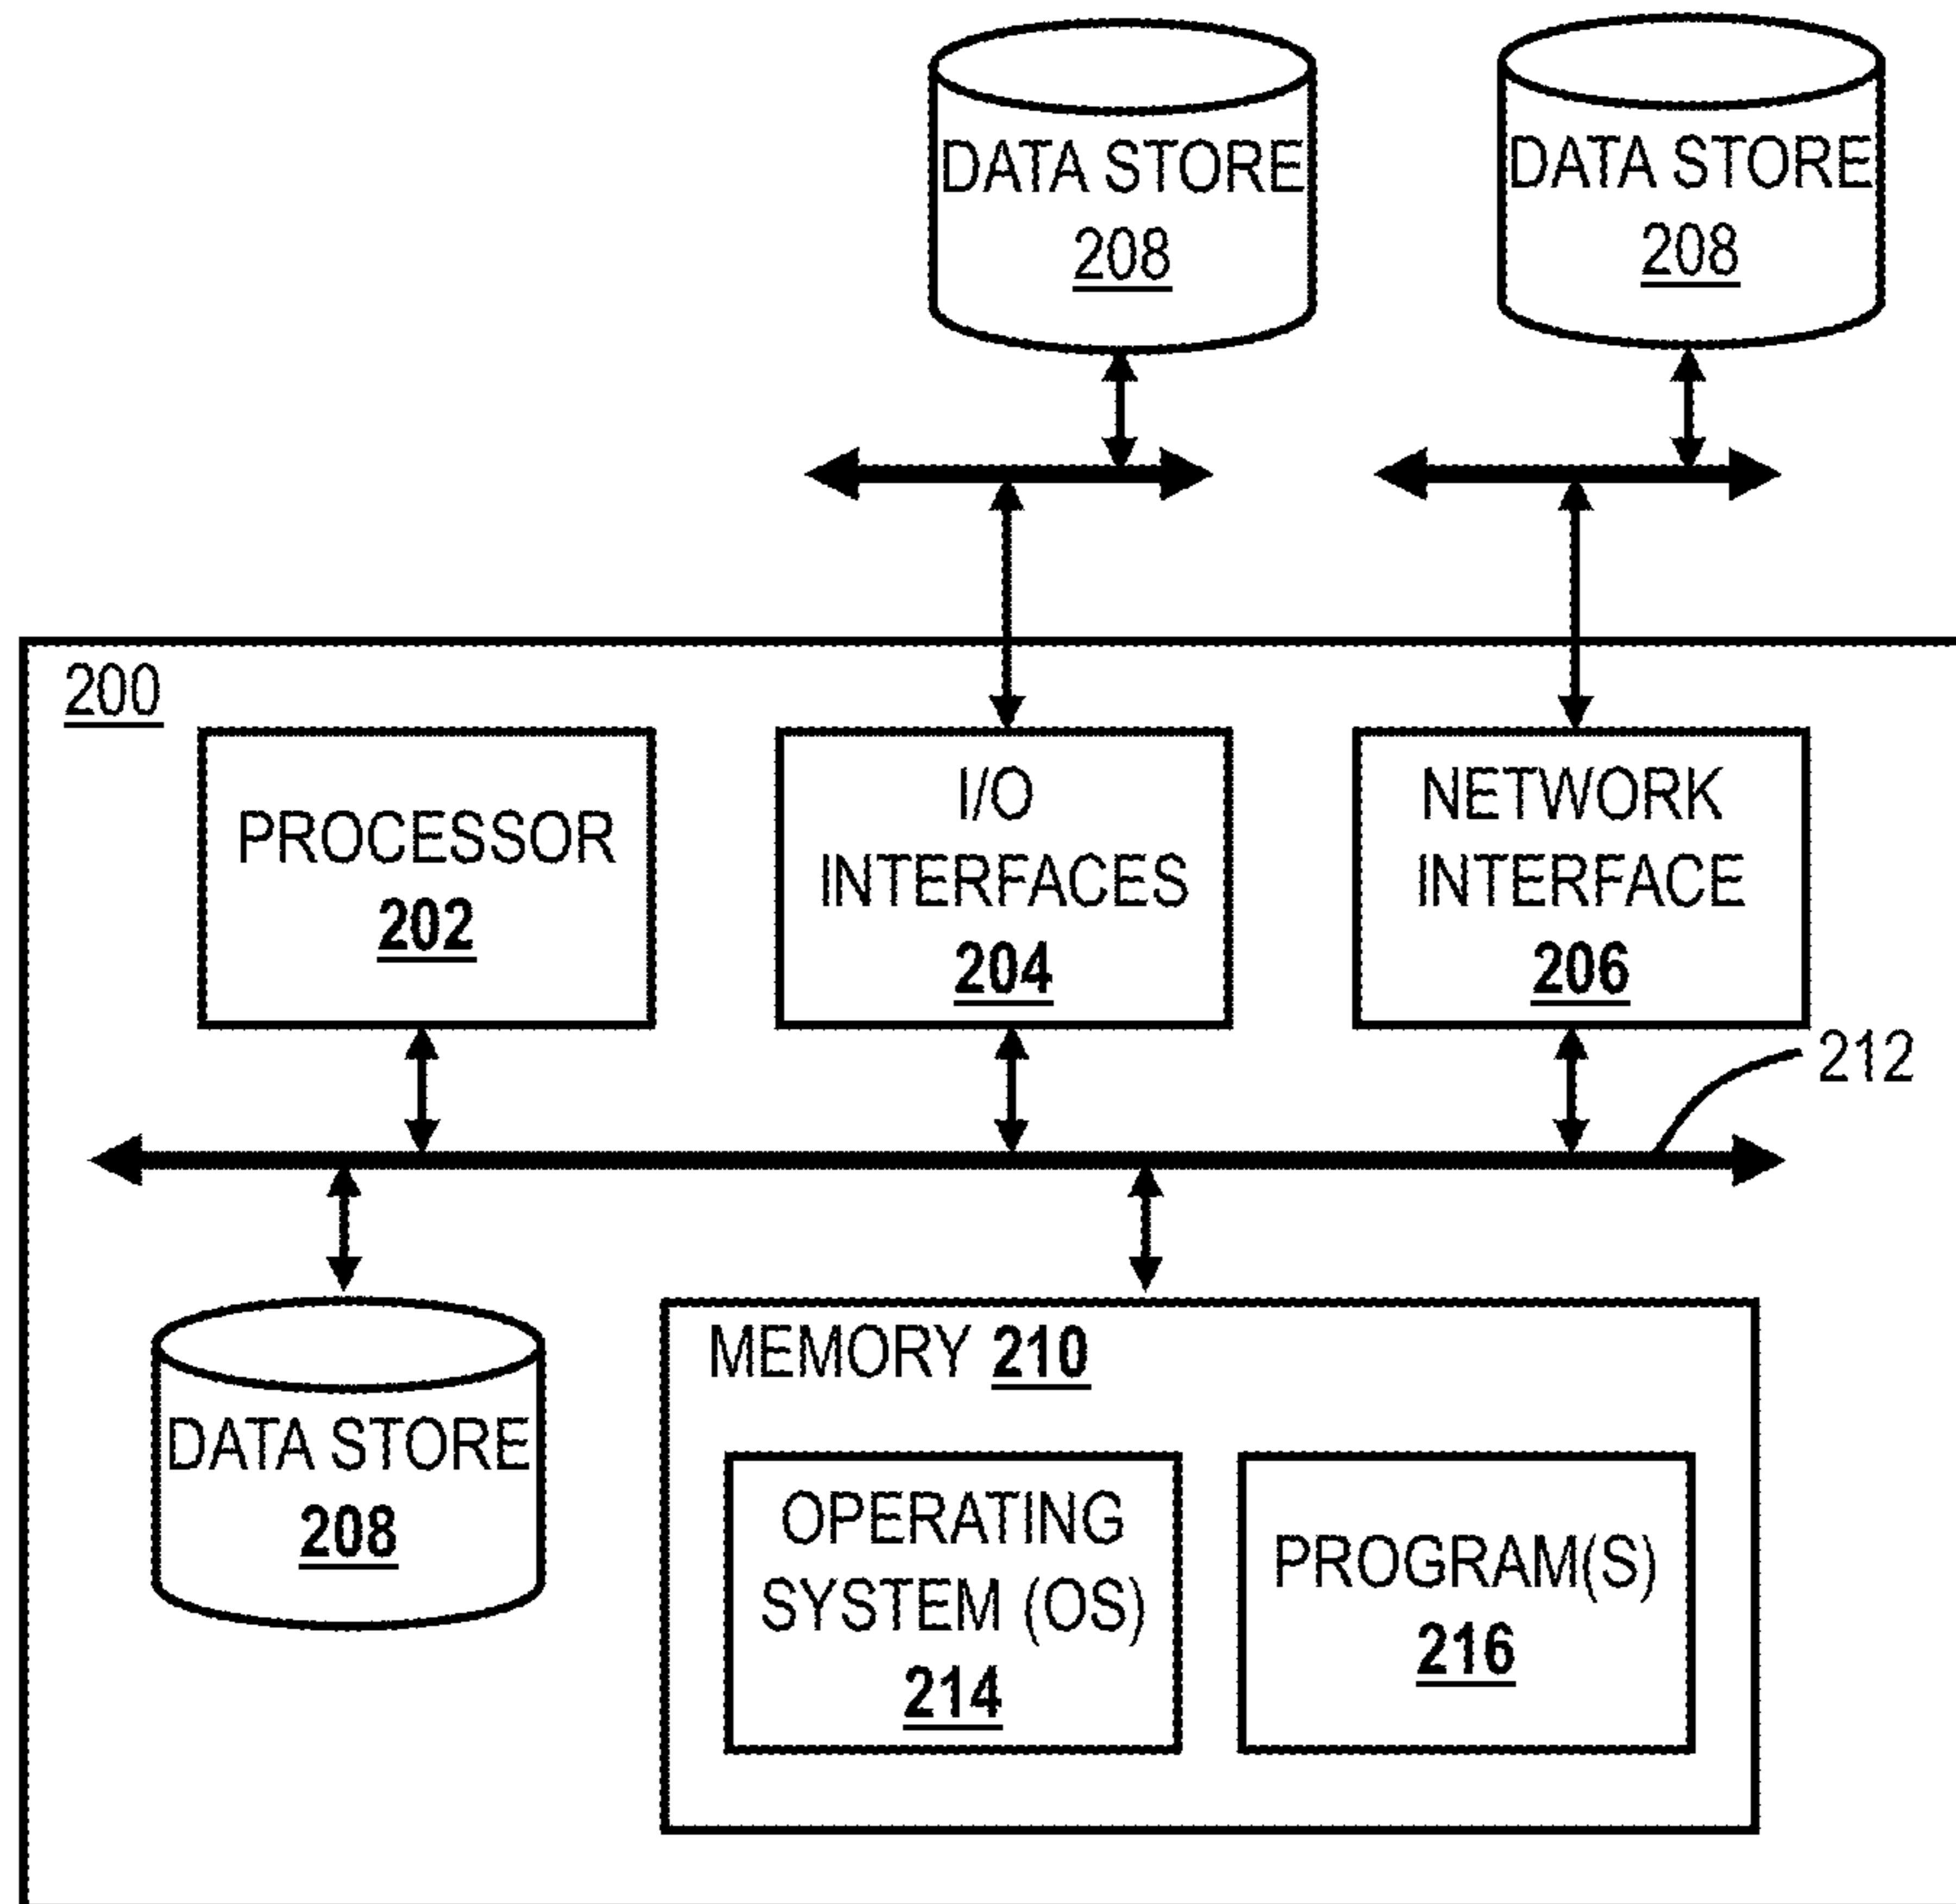 DATA STORE
208
DATA STORE
208
200
PROCESSOR
202
I/O
INTERFACES
204
NETWORK
INTERFACE
206
212
DATA STORE
208
MEMORY 210
OPERATING
SYSTEM (OS)
214
PROGRAM(S)
216